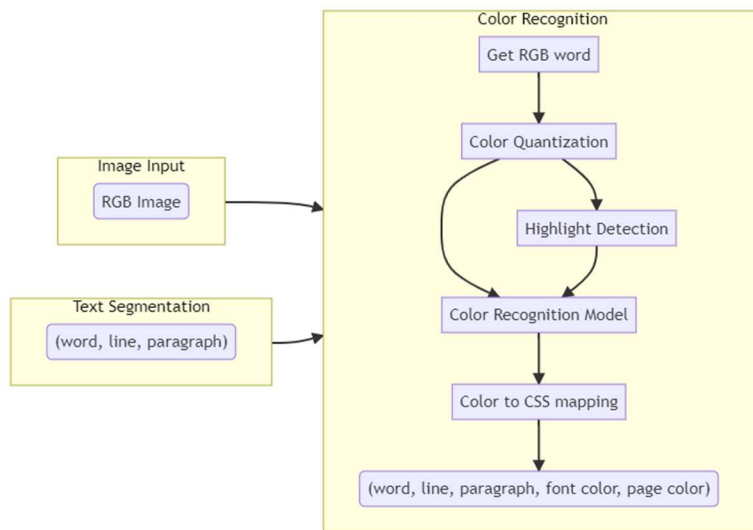 Color Recognition
Get RGB word
Color Quantization
Image Input
RGB Image
Highlight Detection
Text Segmentation
(word, line, paragraph)
Color Recognition Model
Color to CSS mapping
(word, line, paragraph, font color, page color)